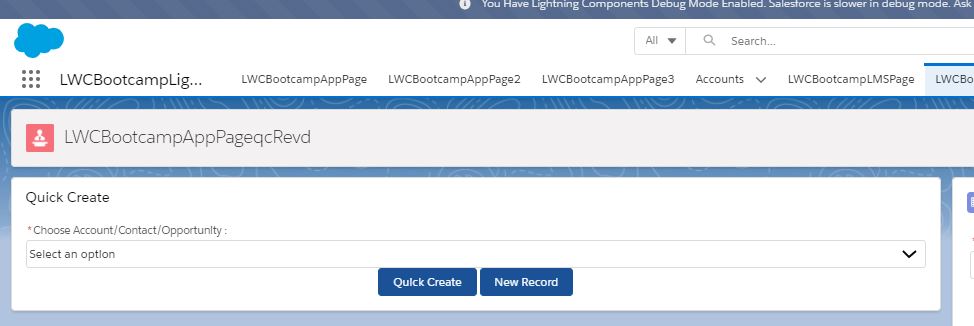 You Have Lightning Components Debug Mode Enabled. Salesforce is slower in debug mode. Ask
All Search...
LWCBootcampLig... LWCBootcampAppPage LWCBootcampAppPage2 LWCBootcampAppPage3 Accounts LWCBootcampLMSPage LWCBo
LWCBootcampAppPageqcRevd
Quick Create
*Choose Account/Contact/Opportunity :
Select an option
Quick Create New Record